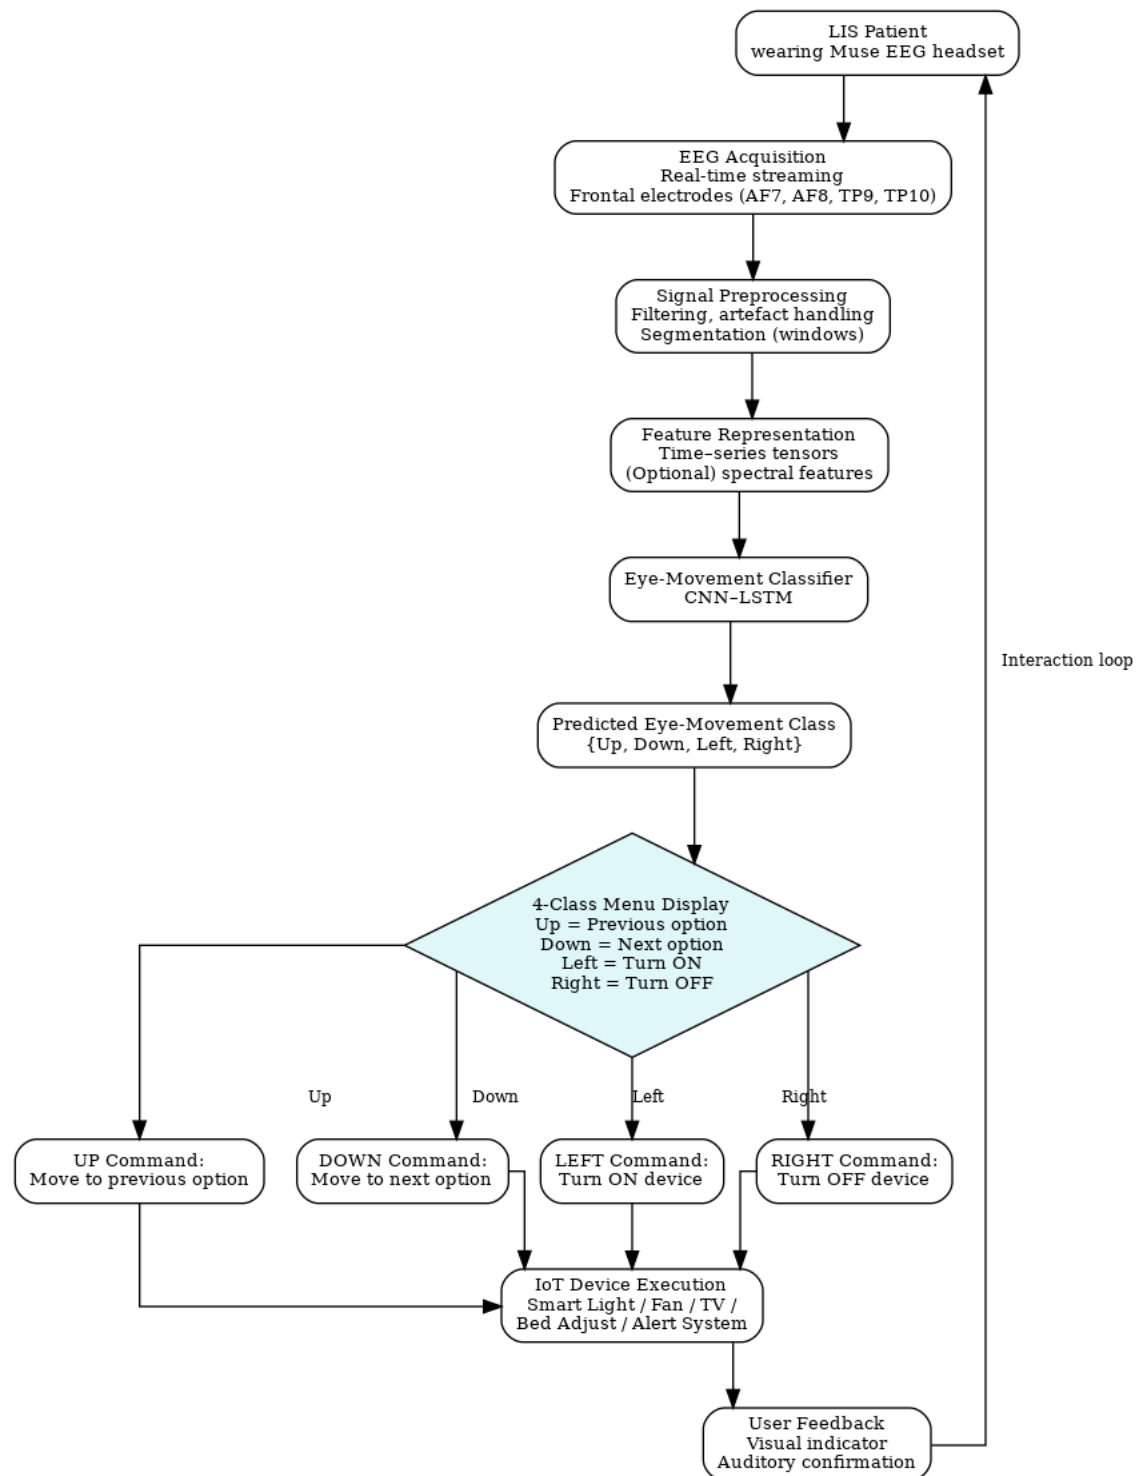 LIS Patient
wearing Muse EEG headset
EEG Acquisition
Real-time streaming
Frontal electrodes (AF7, AF8, TP9, TP10)
Signal Preprocessing
Filtering, artefact handling
Segmentation (windows)
Feature Representation
Time–series tensors
(Optional) spectral features
Eye-Movement Classifier
CNN–LSTM
Interaction loop
Predicted Eye-Movement Class
{Up, Down, Left, Right}
4-Class Menu Display
Up = Previous option
Down = Next option
Left = Turn ON
Right = Turn OFF
Up
Down
Left
Right
UP Command:
Move to previous option
DOWN Command:
Move to next option
LEFT Command:
Turn ON device
RIGHT Command:
Turn OFF device
IoT Device Execution
Smart Light / Fan / TV /
Bed Adjust / Alert System
User Feedback
Visual indicator
Auditory confirmation